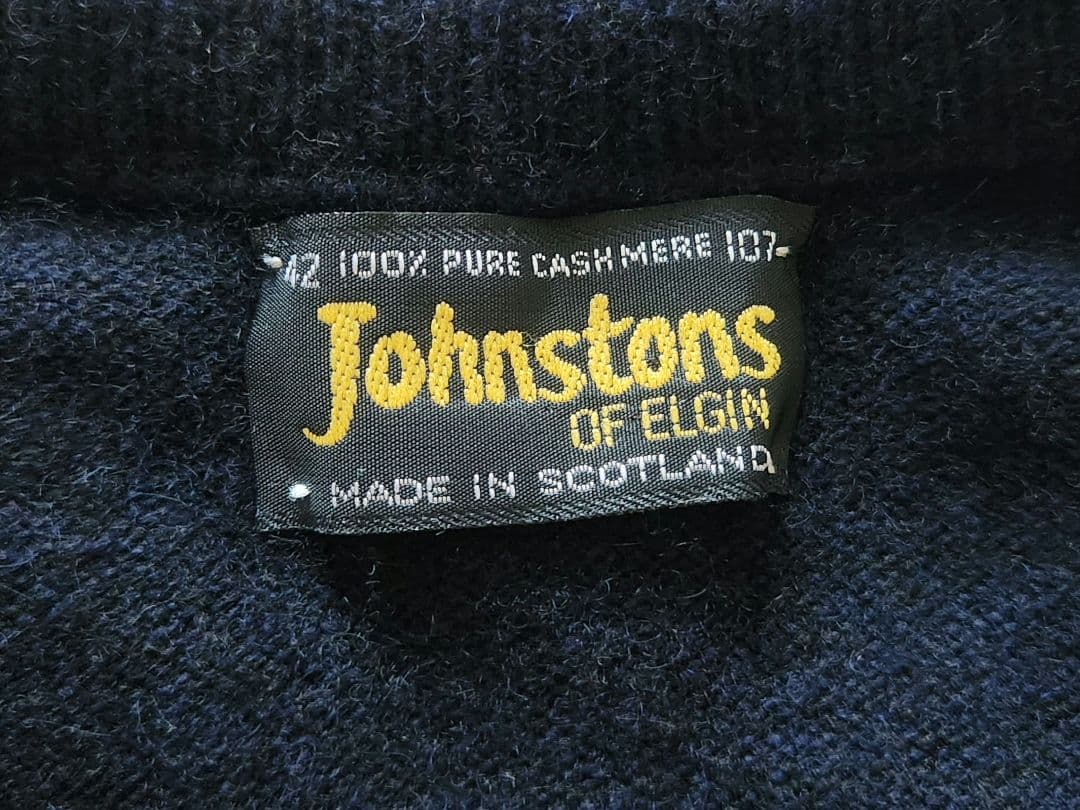 42 100% PURE CASHMERE 107
Johnstons
OF ELGIN
MADE IN SCOTLAND